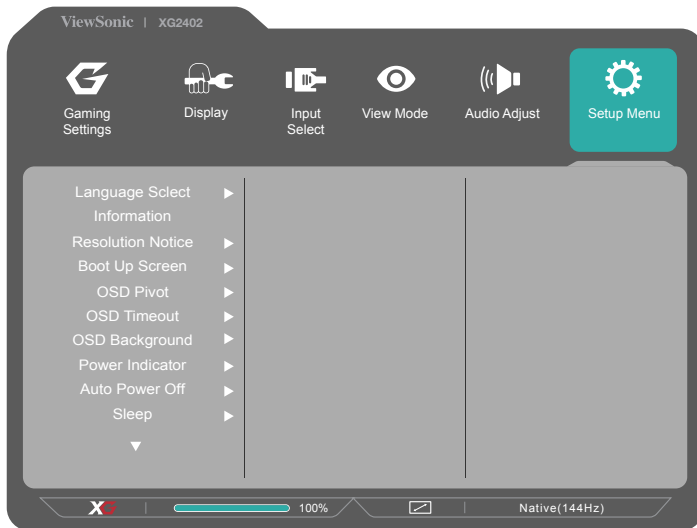 ViewSonic | XG2402
Gaming
Settings
Display
Input
Select
View Mode
Audio Adjust
Setup Menu
Language Sclect
Information
Resolution Notice
Boot Up Screen
OSD Pivot
OSD Timeout
OSD Background
Power Indicator
Auto Power Off
Sleep
XG | 100% | Native(144Hz)